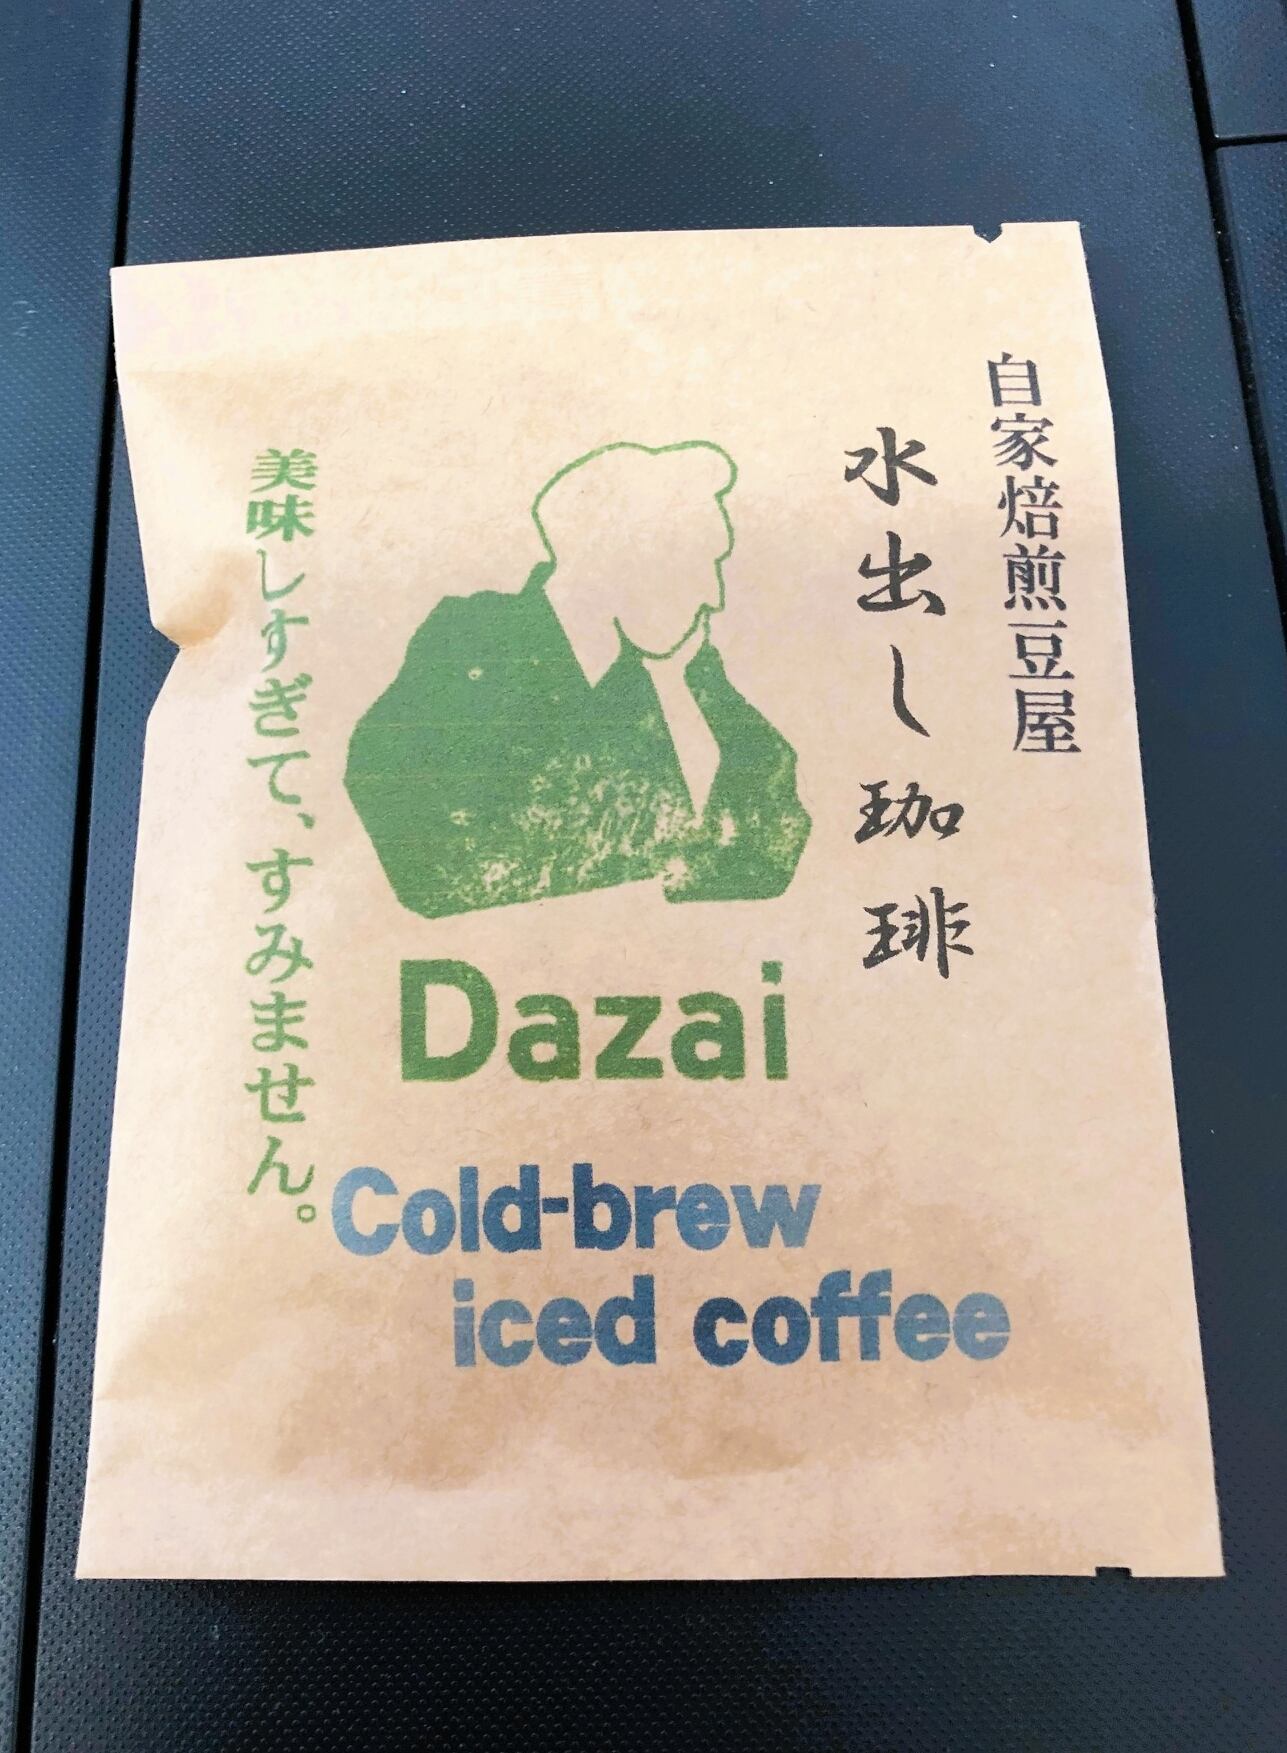 自家焙煎豆屋
水出し珈琲
美味しすぎて、すみません。
Dazai
Cold-brew
iced coffee